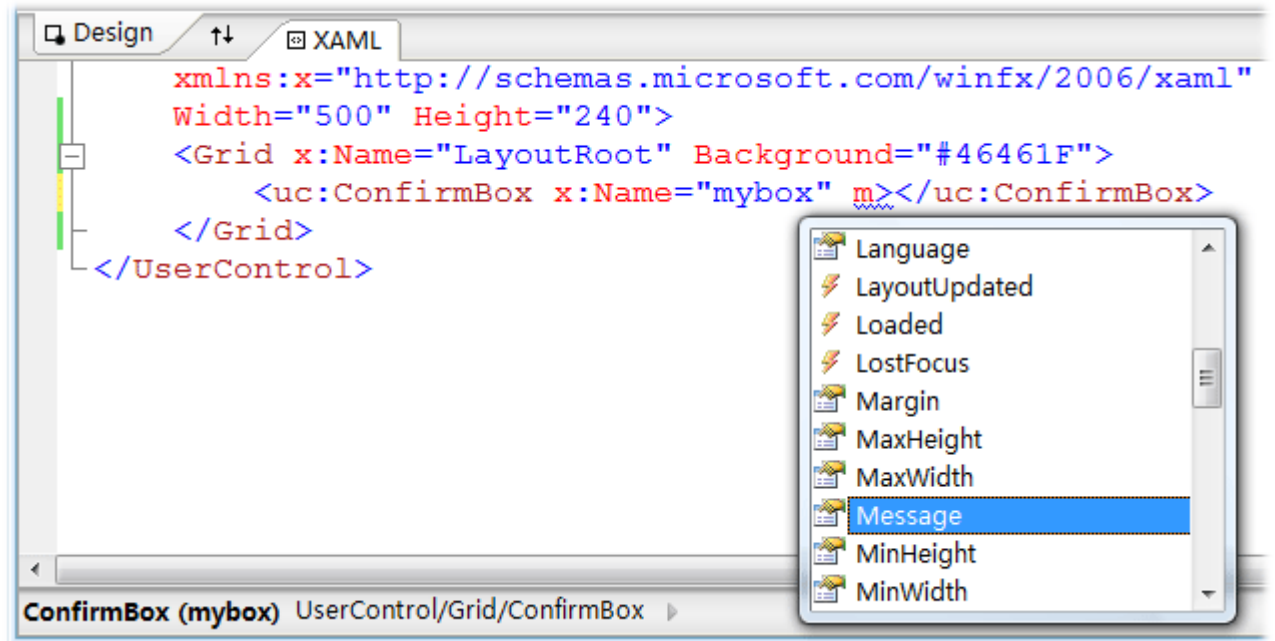 Design XAML
xmlns:x="http://schemas.microsoft.com/winfx/2006/xaml"
Width="500" Height="240">
<Grid x:Name="LayoutRoot" Background="#46461F">
<uc:ConfirmBox x:Name="mybox" m></uc:ConfirmBox>
</Grid>
</UserControl>
Language
LayoutUpdated
Loaded
LostFocus
Margin
MaxHeight
MaxWidth
Message
MinHeight
MinWidth
ConfirmBox (mybox) UserControl/Grid/ConfirmBox